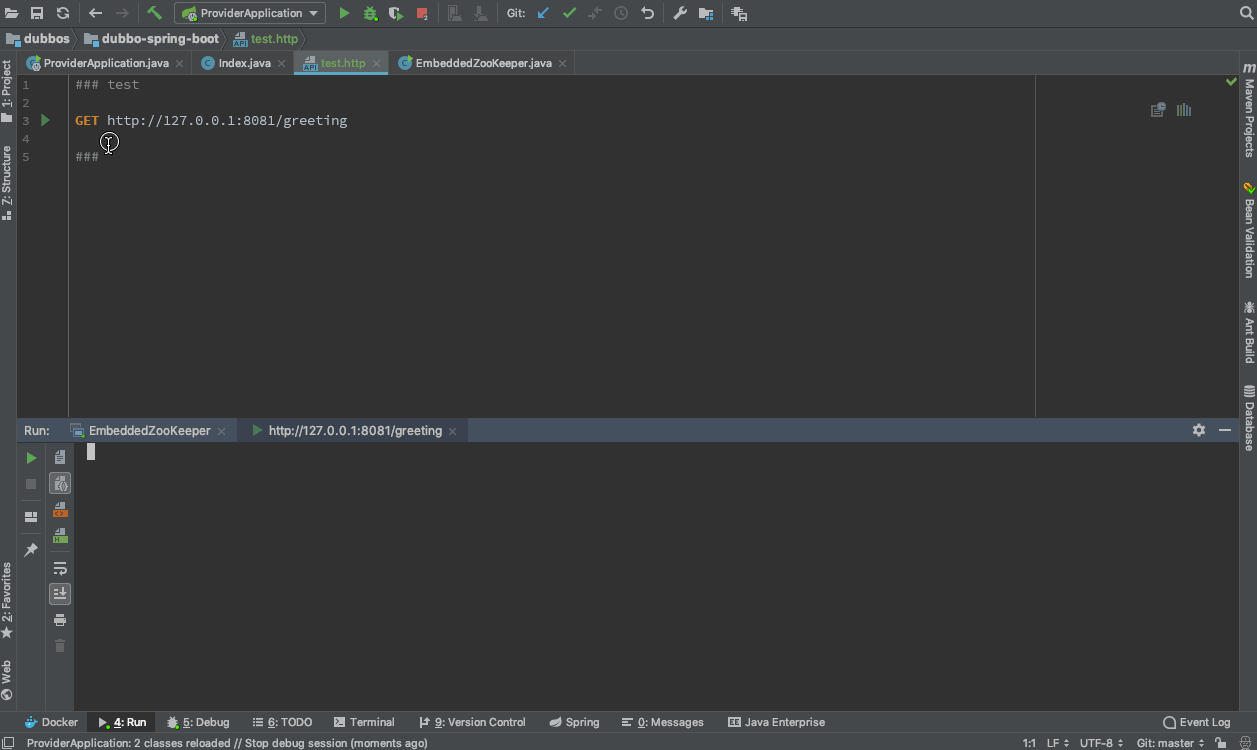 ProviderApplication
Git:
dubbos
dubbo-spring-boot
API test.http
ProviderApplication.java
C Index.java
API test.http
C EmbeddedZooKeeper.java
1 ### test
2
3 GET http://127.0.0.1:8081/greeting
4
5 ###
1: Project
7: Structure
2: Favorites
Web
m Maven Projects
Bean Validation
Ant Build
Database
Run:
EmbeddedZooKeeper
http://127.0.0.1:8081/greeting
Docker
4: Run
5: Debug
6: TODO
Terminal
9: Version Control
Spring
0: Messages
Java Enterprise
Event Log
ProviderApplication: 2 classes reloaded // Stop debug session (moments ago)
1:1
LF
UTF-8
Git: master